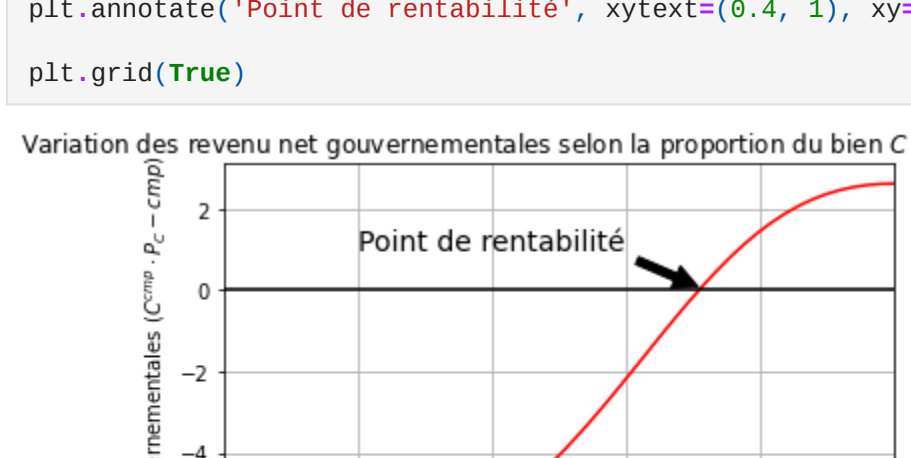 plt.annotate('Point de rentabilité', xytext=(0.4, 1), xy=
plt.grid(True)
Variation des revenu net gouvernementales selon la proportion du bien C
2
Point de rentabilité
0
−2
−4
rnementales (C^cmp · P_C − cmp)